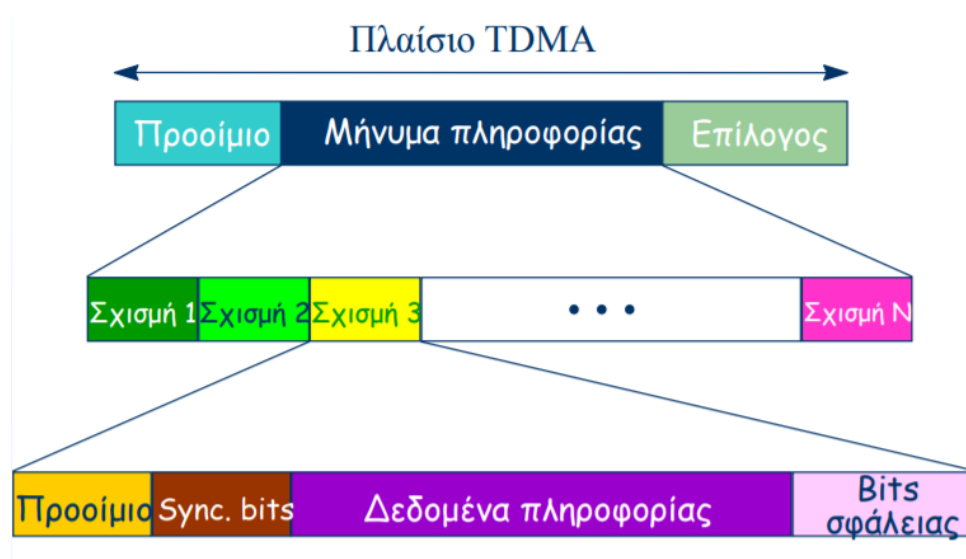 Πλαίσιο TDMA
Προοίμιο Μήνυμα πληροφορίας Επίλογος
Σχισμή 1 Σχισμή 2 Σχισμή 3 • • • Σχισμή N
Προοίμιο Sync. bits Δεδομένα πληροφορίας Bits
σφάλειας